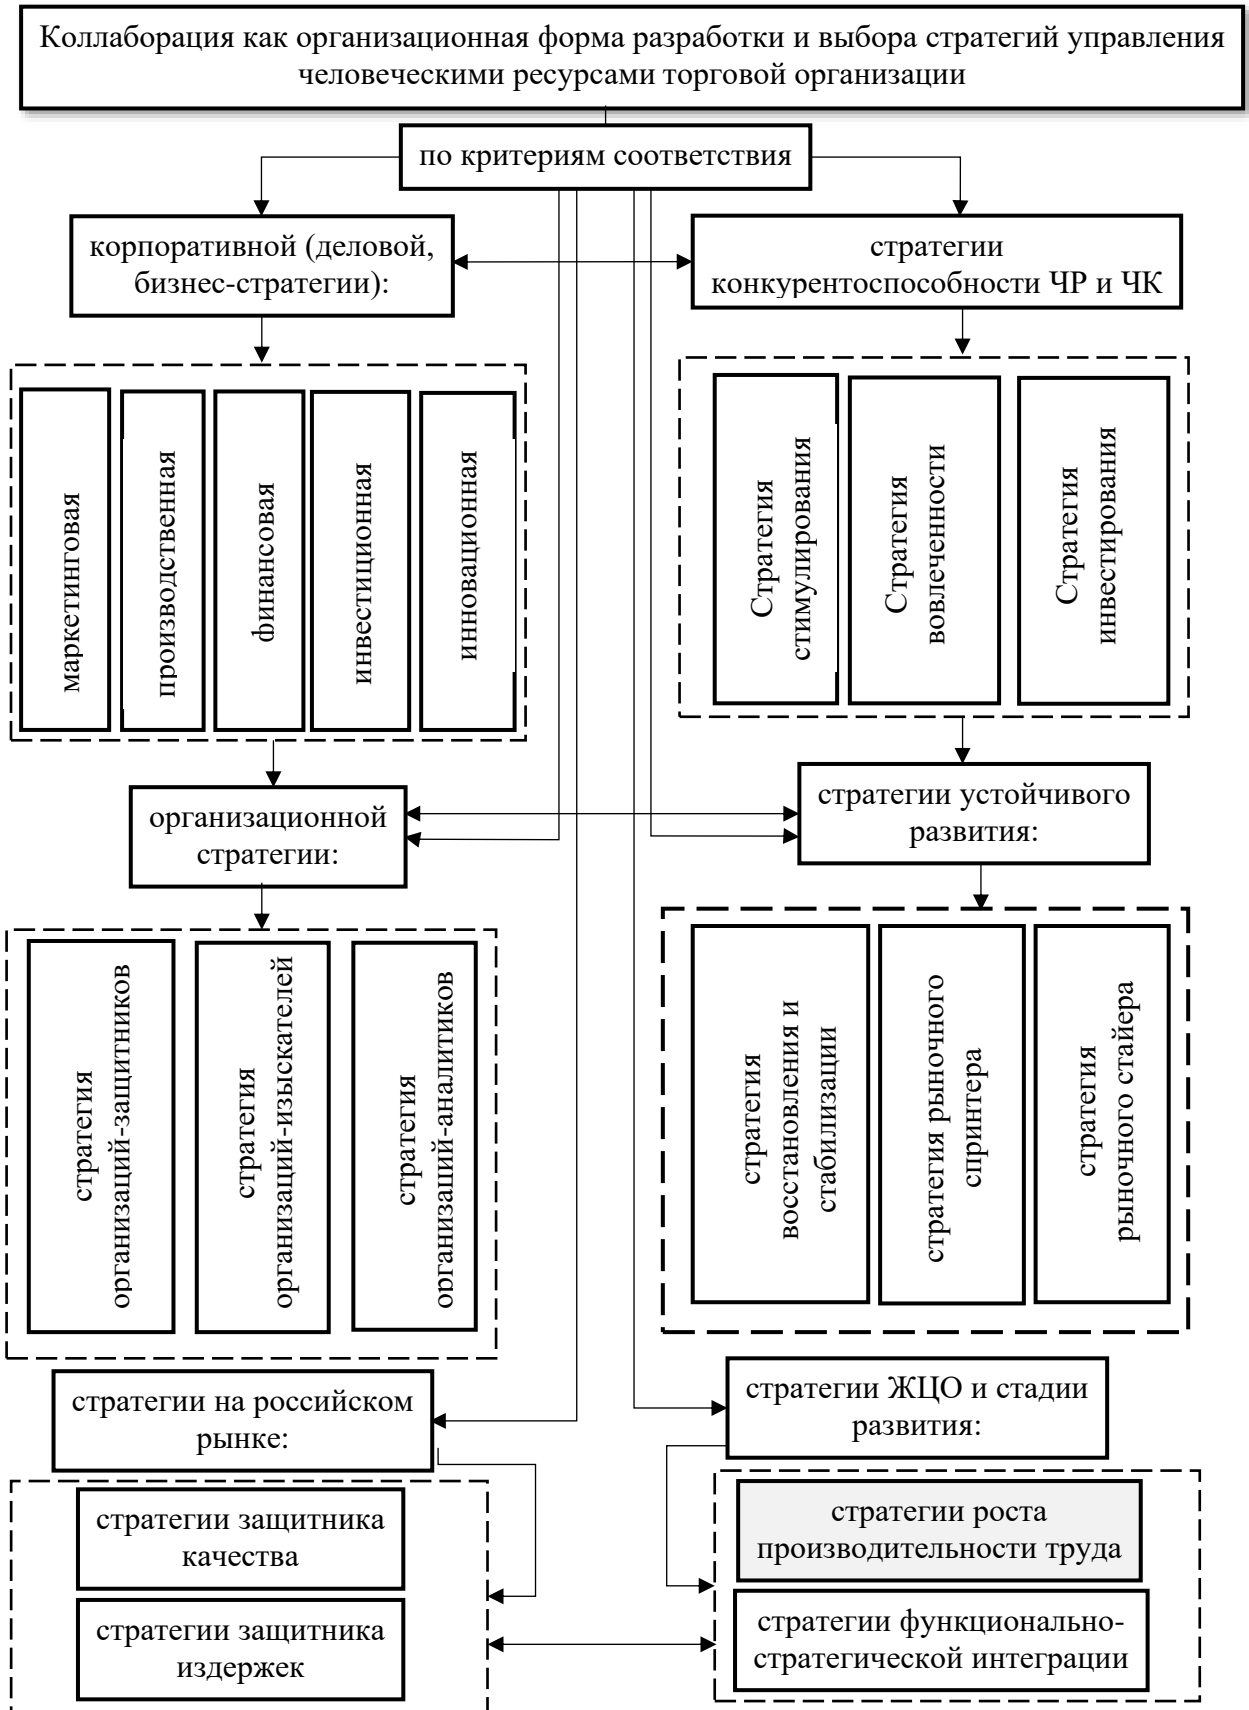 Коллаборация как организационная форма разработки и выбора стратегий управления
человеческими ресурсами торговой организации
по критериям соответствия
корпоративной (деловой,
бизнес-стратегии):
стратегии
конкурентоспособности ЧР и ЧК
маркетинговая
производственная
финансовая
инвестиционная
инновационная
Стратегия
стимулирования
Стратегия
вовлеченности
Стратегия
инвестирования
организационной
стратегии:
стратегии устойчивого
развития:
стратегия
организаций-защитников
стратегия
организаций-изыскателей
стратегия
организаций-аналитиков
стратегия
восстановления и
стабилизации
стратегия рыночного
спринтера
стратегия
рыночного стайера
стратегии на российском
рынке:
стратегии ЖЦО и стадии
развития:
стратегии защитника
качества
стратегии защитника
издержек
стратегии роста
производительности труда
стратегии функционально-
стратегической интеграции